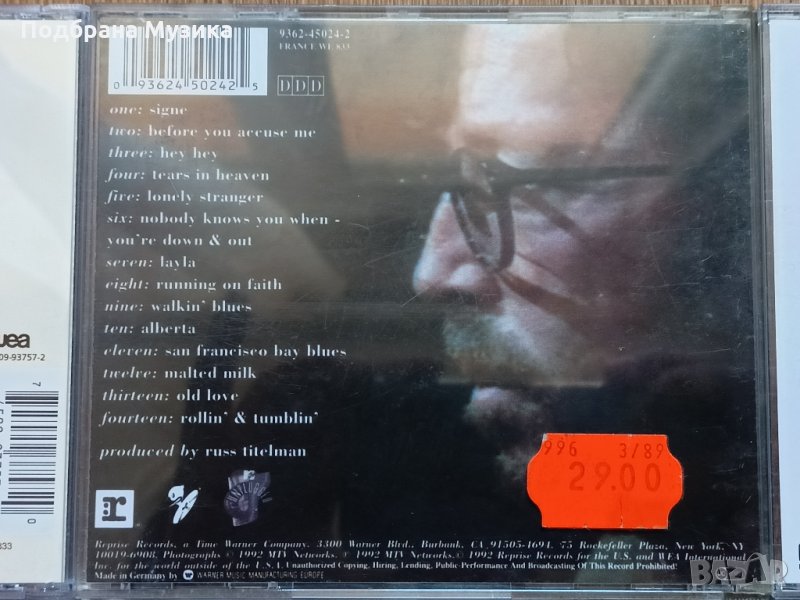 Подбрана Музика
9362-45024-2
FRANCE WE 833
0 93624 50242 5
DDD
one: signe
two: before you accuse me
three: hey hey
four: tears in heaven
five: lonely stranger
six: nobody knows you when -
you're down & out
seven: layla
eight: running on faith
nine: walkin' blues
ten: alberta
eleven: san francisco bay blues
twelve: malted milk
thirteen: old love
fourteen: rollin' & tumblin'
produced by russ titelman
996 3/89
29.00
r
Reprise Records, a Time Warner Company. 3300 Warner Blvd., Burbank, CA 91505-4694. 75 Rockefeller Plaza, New York, NY
10019-6908. Photographs © 1992 MTV Networks. ℗ 1992 MTV Networks. © 1992 Reprise Records for the U.S. and WEA International
Inc. for the world outside of the U.S. Unauthorized Copying, Hiring, Lending, Public Performance And Broadcasting Of This Record Prohibited.
Made in Germany by WARNER MUSIC MANUFACTURING EUROPE
wea
09-93757-2
833
Bazar